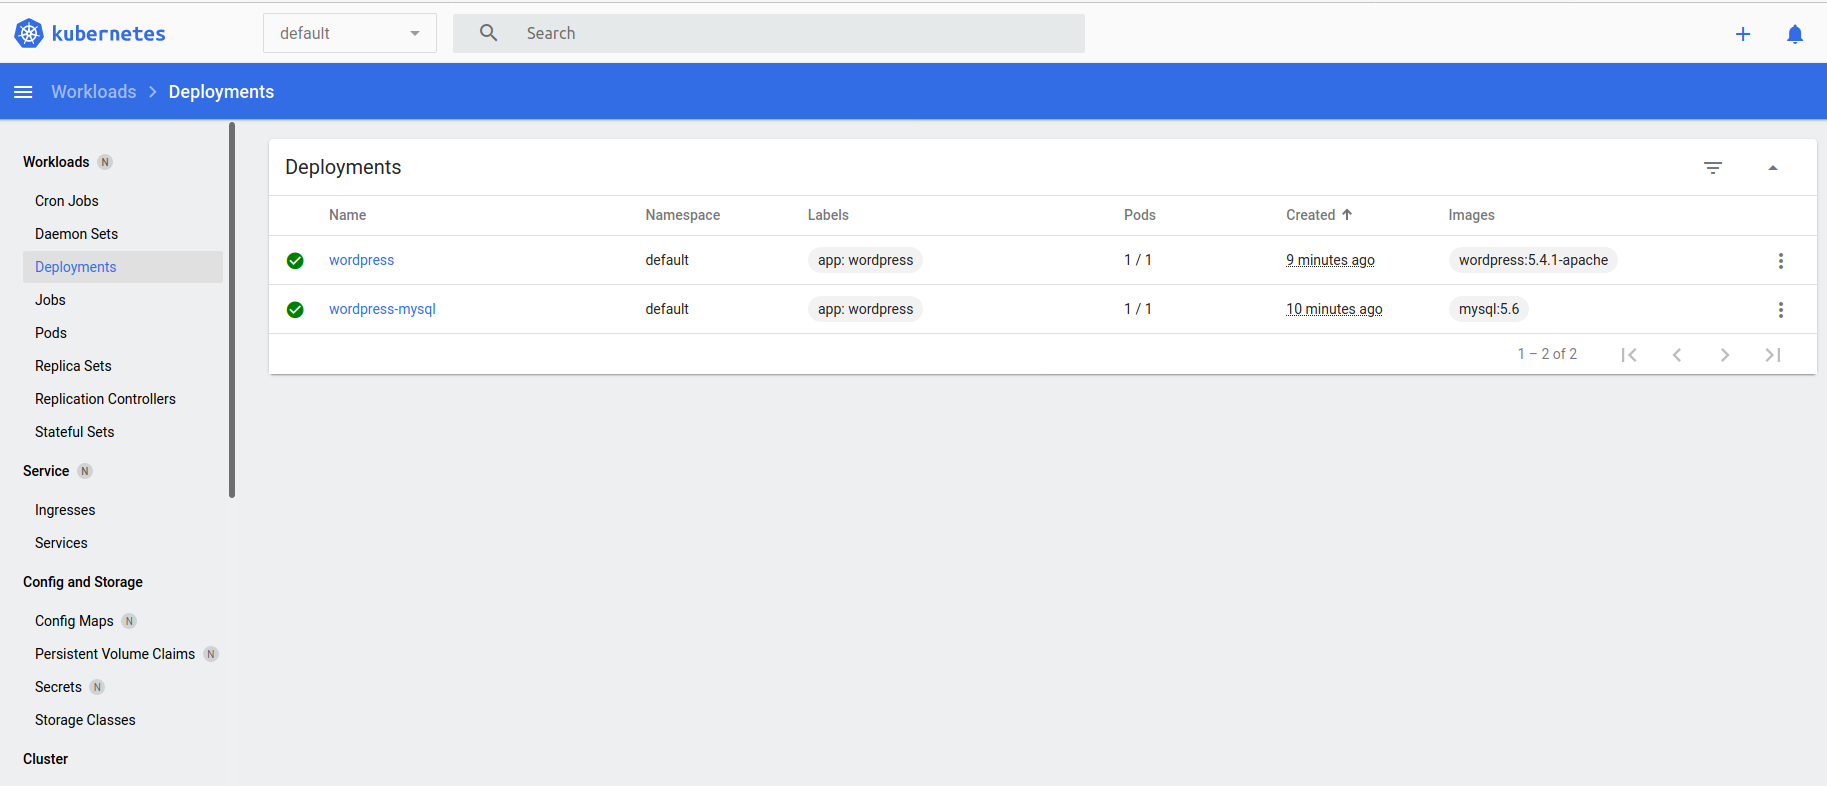 kubernetes
default
Search
Workloads Deployments
Workloads N
Cron Jobs
Daemon Sets
Deployments
Jobs
Pods
Replica Sets
Replication Controllers
Stateful Sets
Service N
Ingresses
Services
Config and Storage
Config Maps N
Persistent Volume Claims N
Secrets N
Storage Classes
Cluster
Deployments
Name Namespace Labels Pods Created Images
wordpress default app: wordpress 1 / 1 9 minutes ago wordpress:5.4.1-apache
wordpress-mysql default app: wordpress 1 / 1 10 minutes ago mysql:5.6
1 – 2 of 2